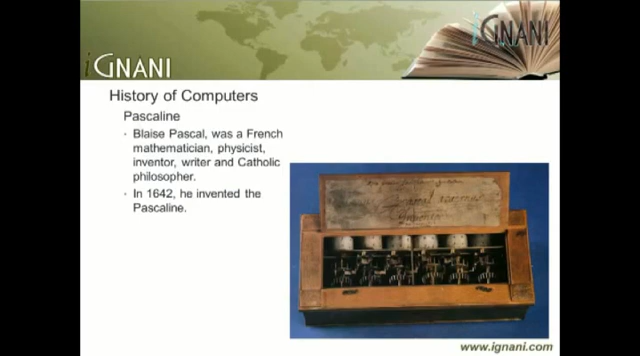 iGNANI
iGNANI
History of Computers
Pascaline
Blaise Pascal, was a French
mathematician, physicist,
inventor, writer and Catholic
philosopher.
In 1642, he invented the
Pascaline.
www.ignani.com